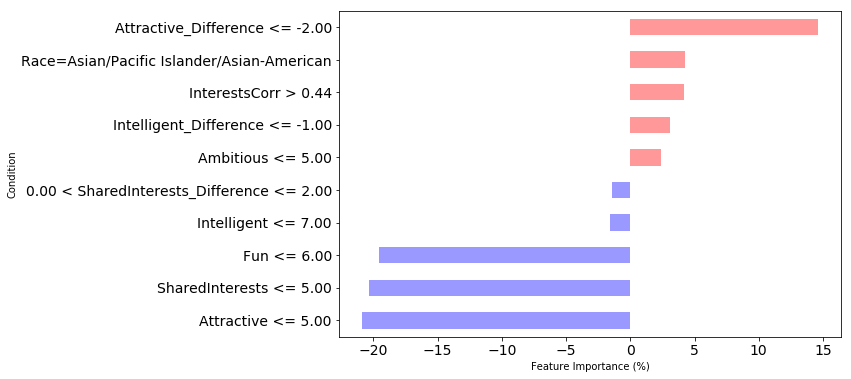 Attractive_Difference <= -2.00
Race=Asian/Pacific Islander/Asian-American
InterestsCorr > 0.44
Intelligent_Difference <= -1.00
Ambitious <= 5.00
0.00 < SharedInterests_Difference <= 2.00
Intelligent <= 7.00
Fun <= 6.00
SharedInterests <= 5.00
Attractive <= 5.00
Condition
−20 −15 −10 −5 0 5 10 15
Feature Importance (%)